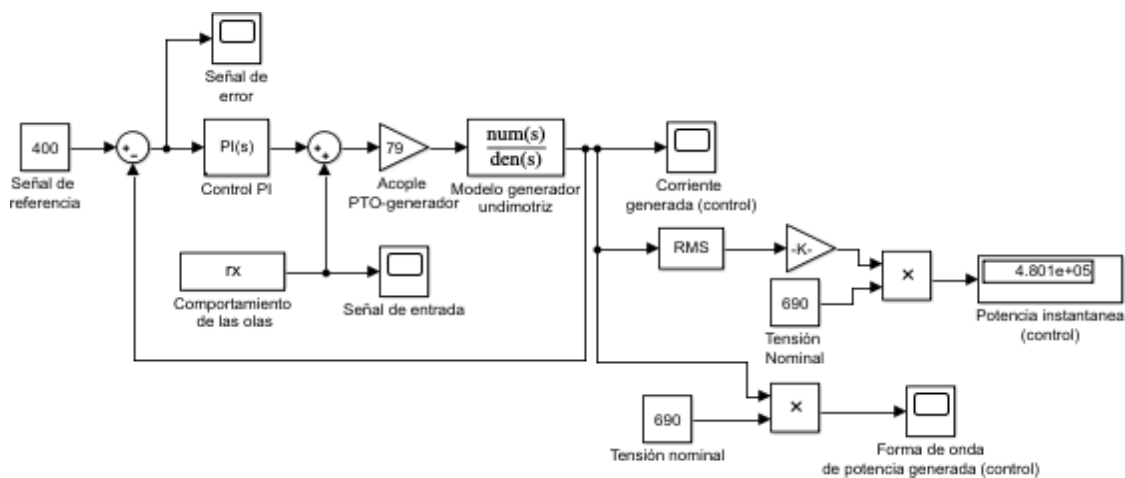 Señal de
error
400
Señal de
referencia
+
-
PI(s)
Control PI
+
+
79
Acople
PTO-generador
num(s)
den(s)
Modelo generador
undimotriz
Corriente
generada (control)
rx
Comportamiento
de las olas
Señal de entrada
RMS
-K-
690
Tensión
Nominal
×
4.801e+05
Potencia instantanea
(control)
690
Tensión nominal
×
Forma de onda
de potencia generada (control)